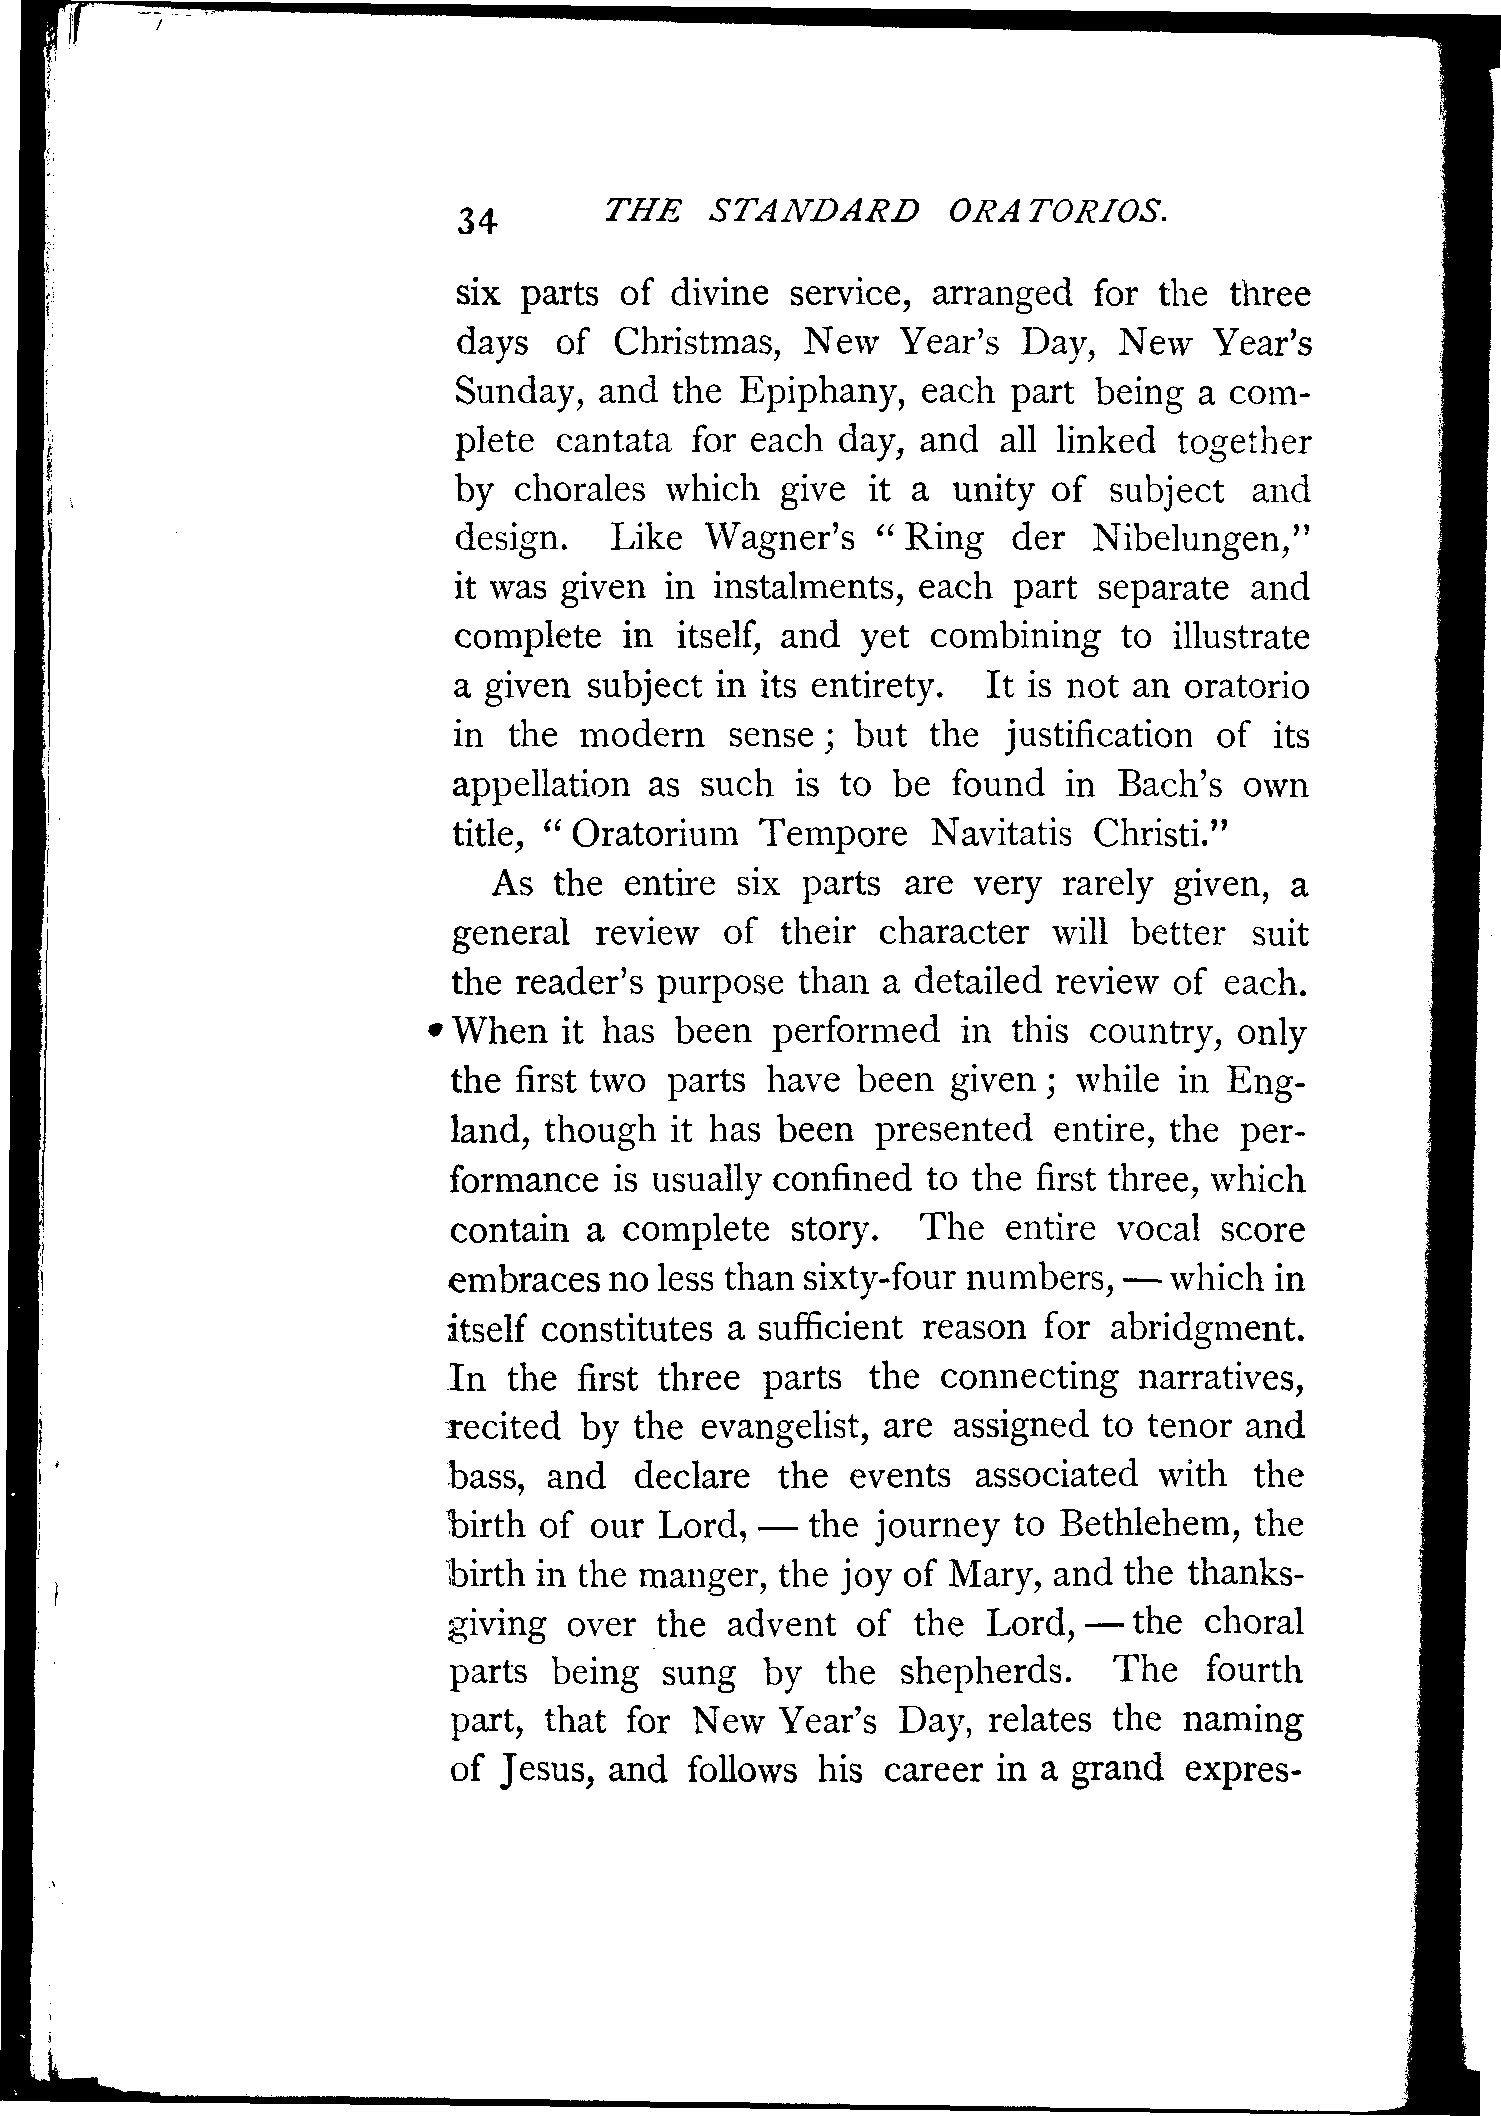 34 THE STANDARD ORATORIOS.
six parts of divine service, arranged for the three
days of Christmas, New Year's Day, New Year's
Sunday, and the Epiphany, each part being a com-
plete cantata for each day, and all linked together
by chorales which give it a unity of subject and
design. Like Wagner's "Ring der Nibelungen,"
it was given in instalments, each part separate and
complete in itself, and yet combining to illustrate
a given subject in its entirety. It is not an oratorio
in the modern sense; but the justification of its
appellation as such is to be found in Bach's own
title, "Oratorium Tempore Navitatis Christi."
As the entire six parts are very rarely given, a
general review of their character will better suit
the reader's purpose than a detailed review of each.
When it has been performed in this country, only
the first two parts have been given; while in Eng-
land, though it has been presented entire, the per-
formance is usually confined to the first three, which
contain a complete story. The entire vocal score
embraces no less than sixty-four numbers, — which in
itself constitutes a sufficient reason for abridgment.
In the first three parts the connecting narratives,
recited by the evangelist, are assigned to tenor and
bass, and declare the events associated with the
birth of our Lord, — the journey to Bethlehem, the
birth in the manger, the joy of Mary, and the thanks-
giving over the advent of the Lord, — the choral
parts being sung by the shepherds. The fourth
part, that for New Year's Day, relates the naming
of Jesus, and follows his career in a grand expres-